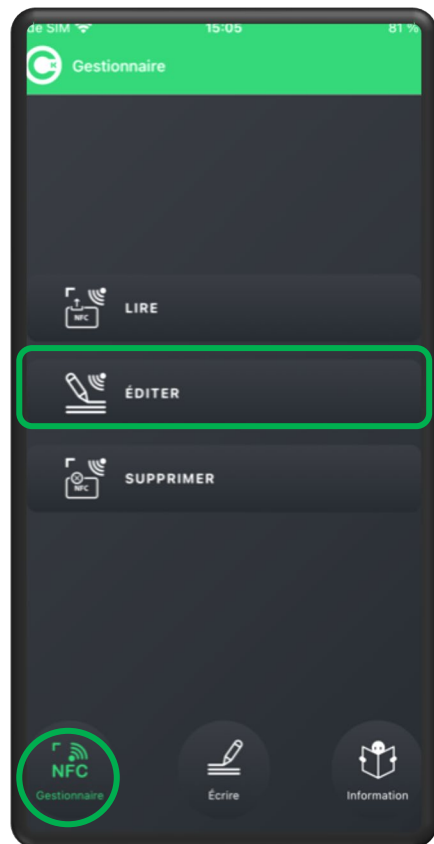 de SIM 15:05 81 %
Gestionnaire
NFC
LIRE
ÉDITER
NFC
SUPPRIMER
NFC
Gestionnaire
Écrire
Information